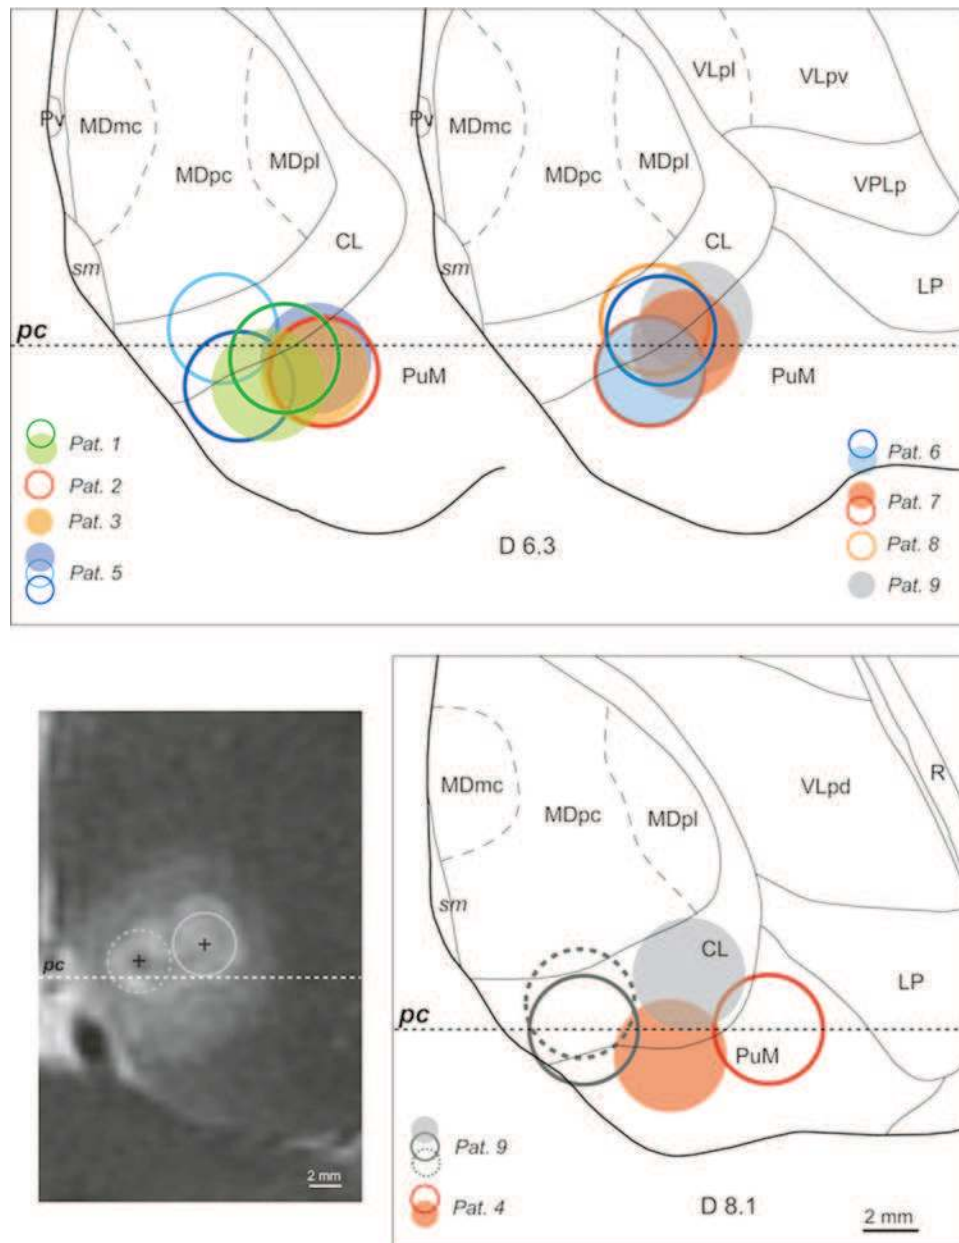 VLpl
VLpv
Pv
MDmc
MDpc
MDpl
Pv
MDmc
MDpc
MDpl
VPLp
CL
CL
sm
sm
LP
pc
PuM
PuM
Pat. 1
Pat. 2
Pat. 3
Pat. 5
Pat. 6
Pat. 7
Pat. 8
Pat. 9
D 6.3
MDmc
MDpc
MDpl
VLpd
R
sm
CL
LP
pc
pc
PuM
Pat. 9
Pat. 4
D 8.1
2 mm
2 mm